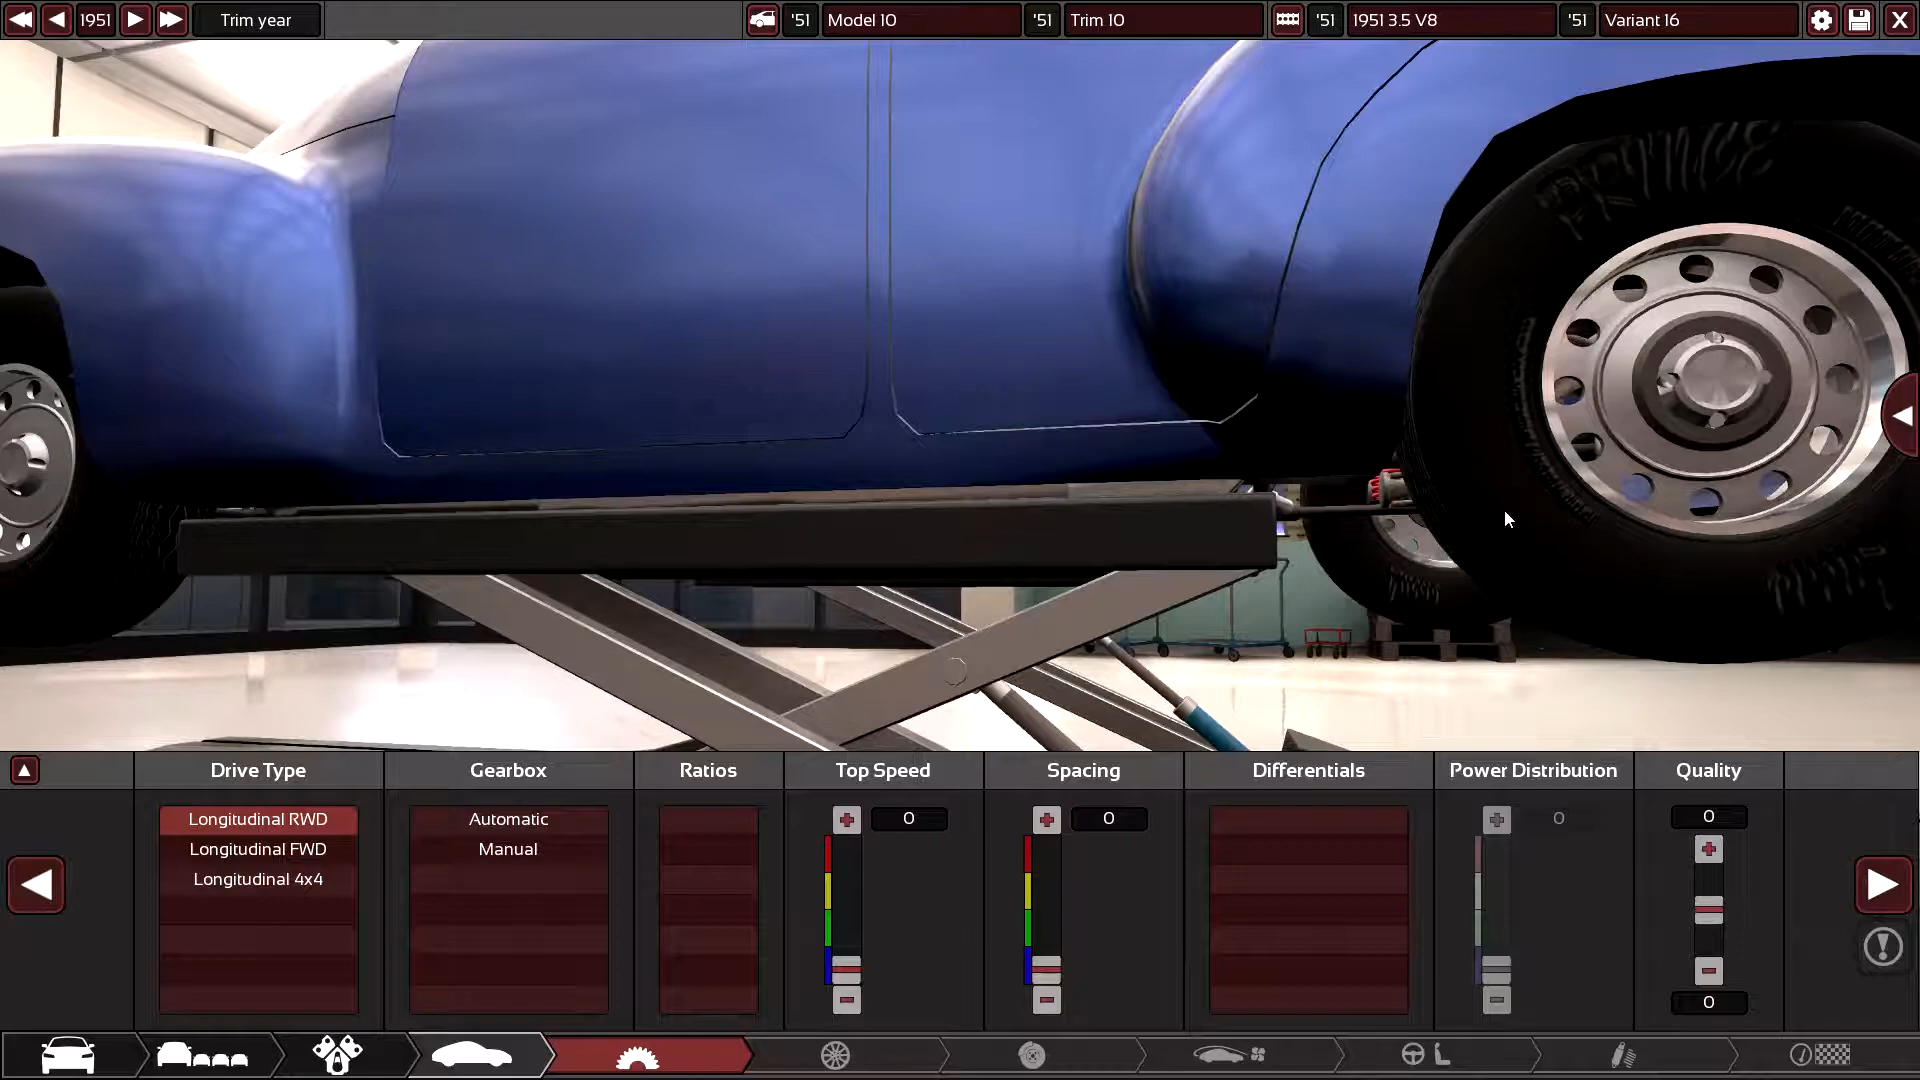 1951
Trim year
'51
Model 10
'51
Trim 10
'51
1951 3.5 V8
'51
Variant 16
PRINCE
Drive Type
Gearbox
Ratios
Top Speed
Spacing
Differentials
Power Distribution
Quality
Longitudinal RWD
Longitudinal FWD
Longitudinal 4x4
Automatic
Manual
0
0
0
0
0